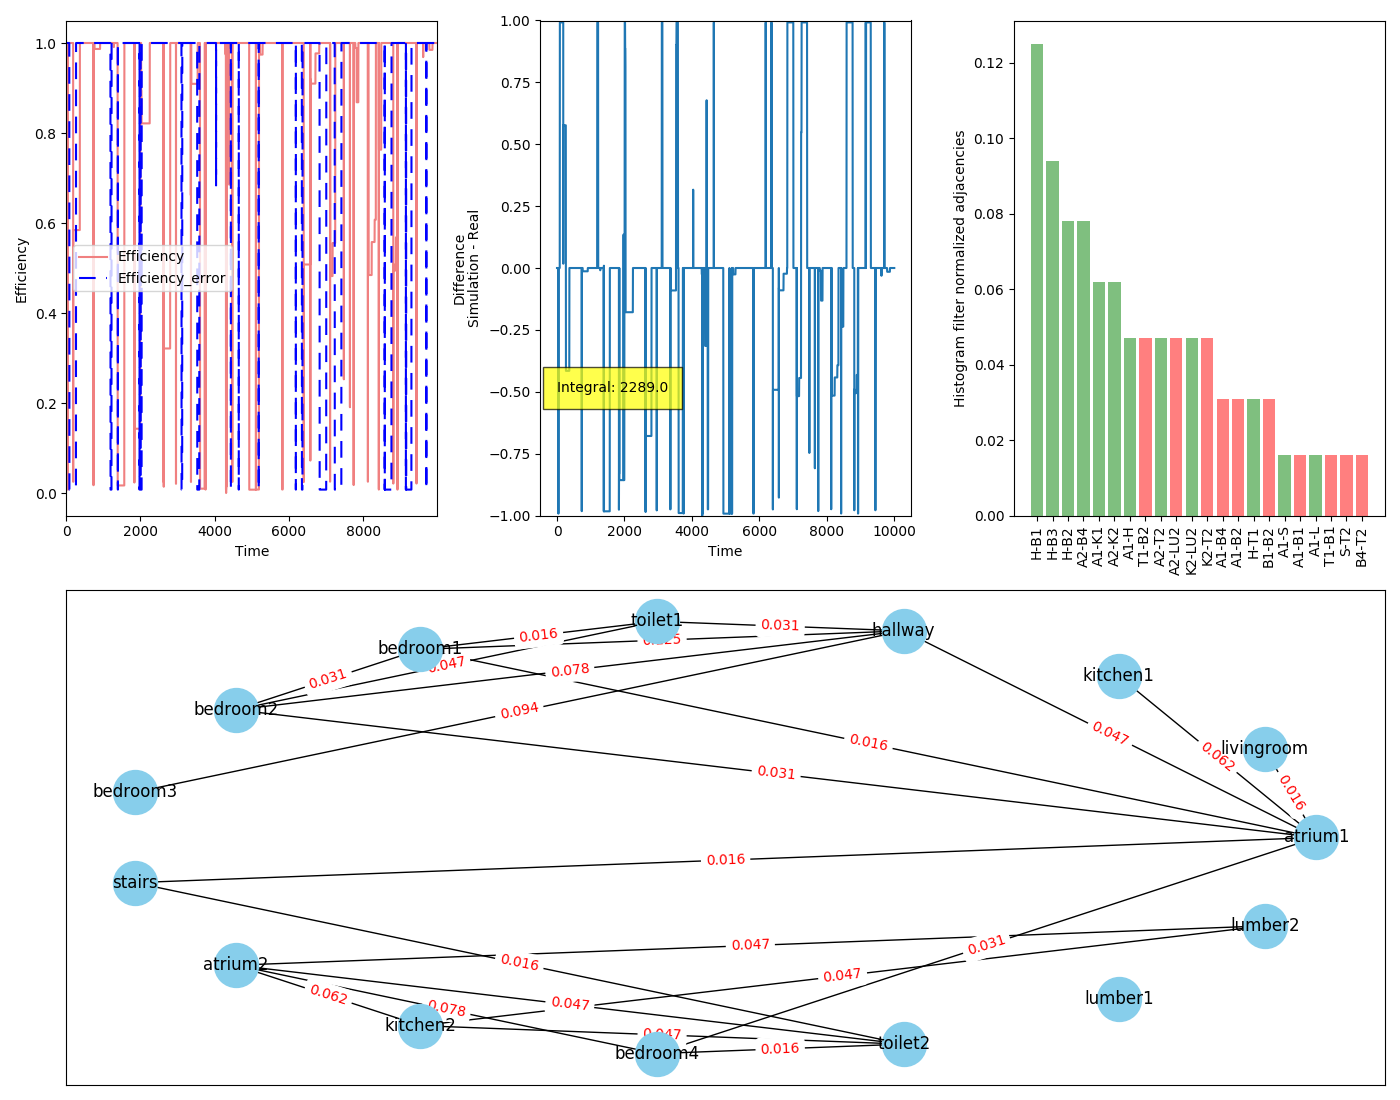 1.0
0.8
0.6
0.4
0.2
0.0
Efficiency
Efficiency
Efficiency_error
0
2000
4000
6000
8000
Time
1.00
0.75
0.50
0.25
0.00
−0.25
−0.50
−0.75
−1.00
Difference
Simulation - Real
Integral: 2289.0
0
2000
4000
6000
8000
10000
Time
0.12
0.10
0.08
0.06
0.04
0.02
0.00
Histogram filter normalized adjacencies
H-B1
H-B3
H-B2
A2-B4
A1-K1
A2-K2
A1-H
T1-B2
A2-T2
A2-LU2
K2-LU2
K2-T2
A1-B4
A1-B2
H-T1
B1-B2
A1-S
A1-B1
A1-L
T1-B1
S-T2
B4-T2
toilet1
hallway
bedroom1
kitchen1
bedroom2
livingroom
bedroom3
atrium1
stairs
lumber2
atrium2
lumber1
kitchen2
toilet2
bedroom4
0.016
0.031
0.031
0.047
0.078
0.094
0.016
0.031
0.047
0.062
0.016
0.016
0.047
0.031
0.016
0.047
0.062
0.078
0.047
0.047
0.016